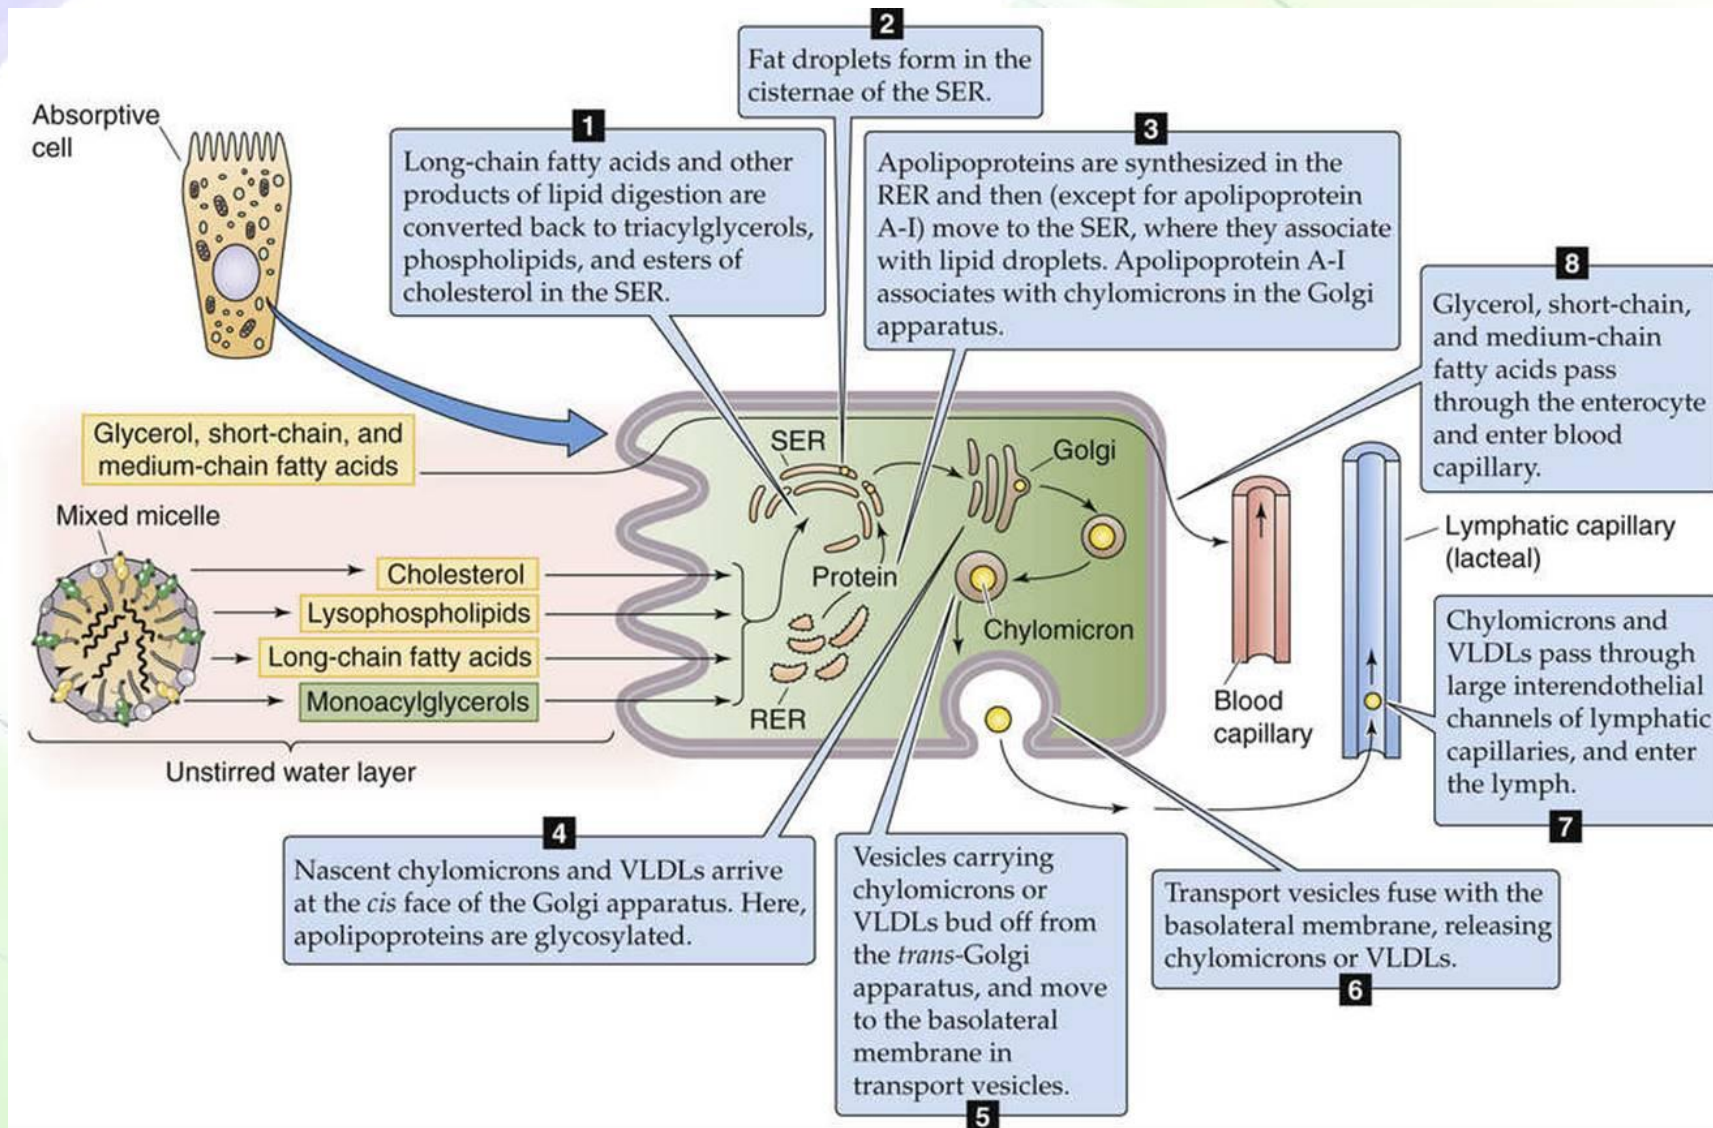 Absorptive
cell
1
Long-chain fatty acids and other
products of lipid digestion are
converted back to triacylglycerols,
phospholipids, and esters of
cholesterol in the SER.
2
Fat droplets form in the
cisternae of the SER.
3
Apolipoproteins are synthesized in the
RER and then (except for apolipoprotein
A-I) move to the SER, where they associate
with lipid droplets. Apolipoprotein A-I
associates with chylomicrons in the Golgi
apparatus.
8
Glycerol, short-chain,
and medium-chain
fatty acids pass
through the enterocyte
and enter blood
capillary.
Glycerol, short-chain, and
medium-chain fatty acids
Mixed micelle
Cholesterol
Lysophospholipids
Long-chain fatty acids
Monoacylglycerols
Unstirred water layer
SER
Golgi
Protein
Chylomicron
RER
Blood
capillary
Lymphatic capillary
(lacteal)
Chylomicrons and
VLDLs pass through
large interendothelial
channels of lymphatic
capillaries, and enter
the lymph.
7
4
Nascent chylomicrons and VLDLs arrive
at the cis face of the Golgi apparatus. Here,
apolipoproteins are glycosylated.
Vesicles carrying
chylomicrons or
VLDLs bud off from
the trans-Golgi
apparatus, and move
to the basolateral
membrane in
transport vesicles.
5
Transport vesicles fuse with the
basolateral membrane, releasing
chylomicrons or VLDLs.
6